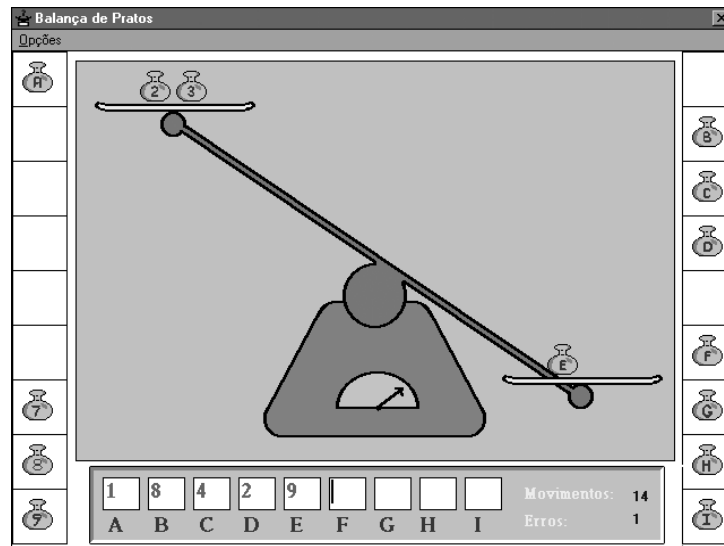 Balança de Pratos
Opções
A
2 3
B
C
D
E
F
7
G
8
H
9
I
1 8 4 2 9
A B C D E F G H I
Movimentos: 14
Erros: 1